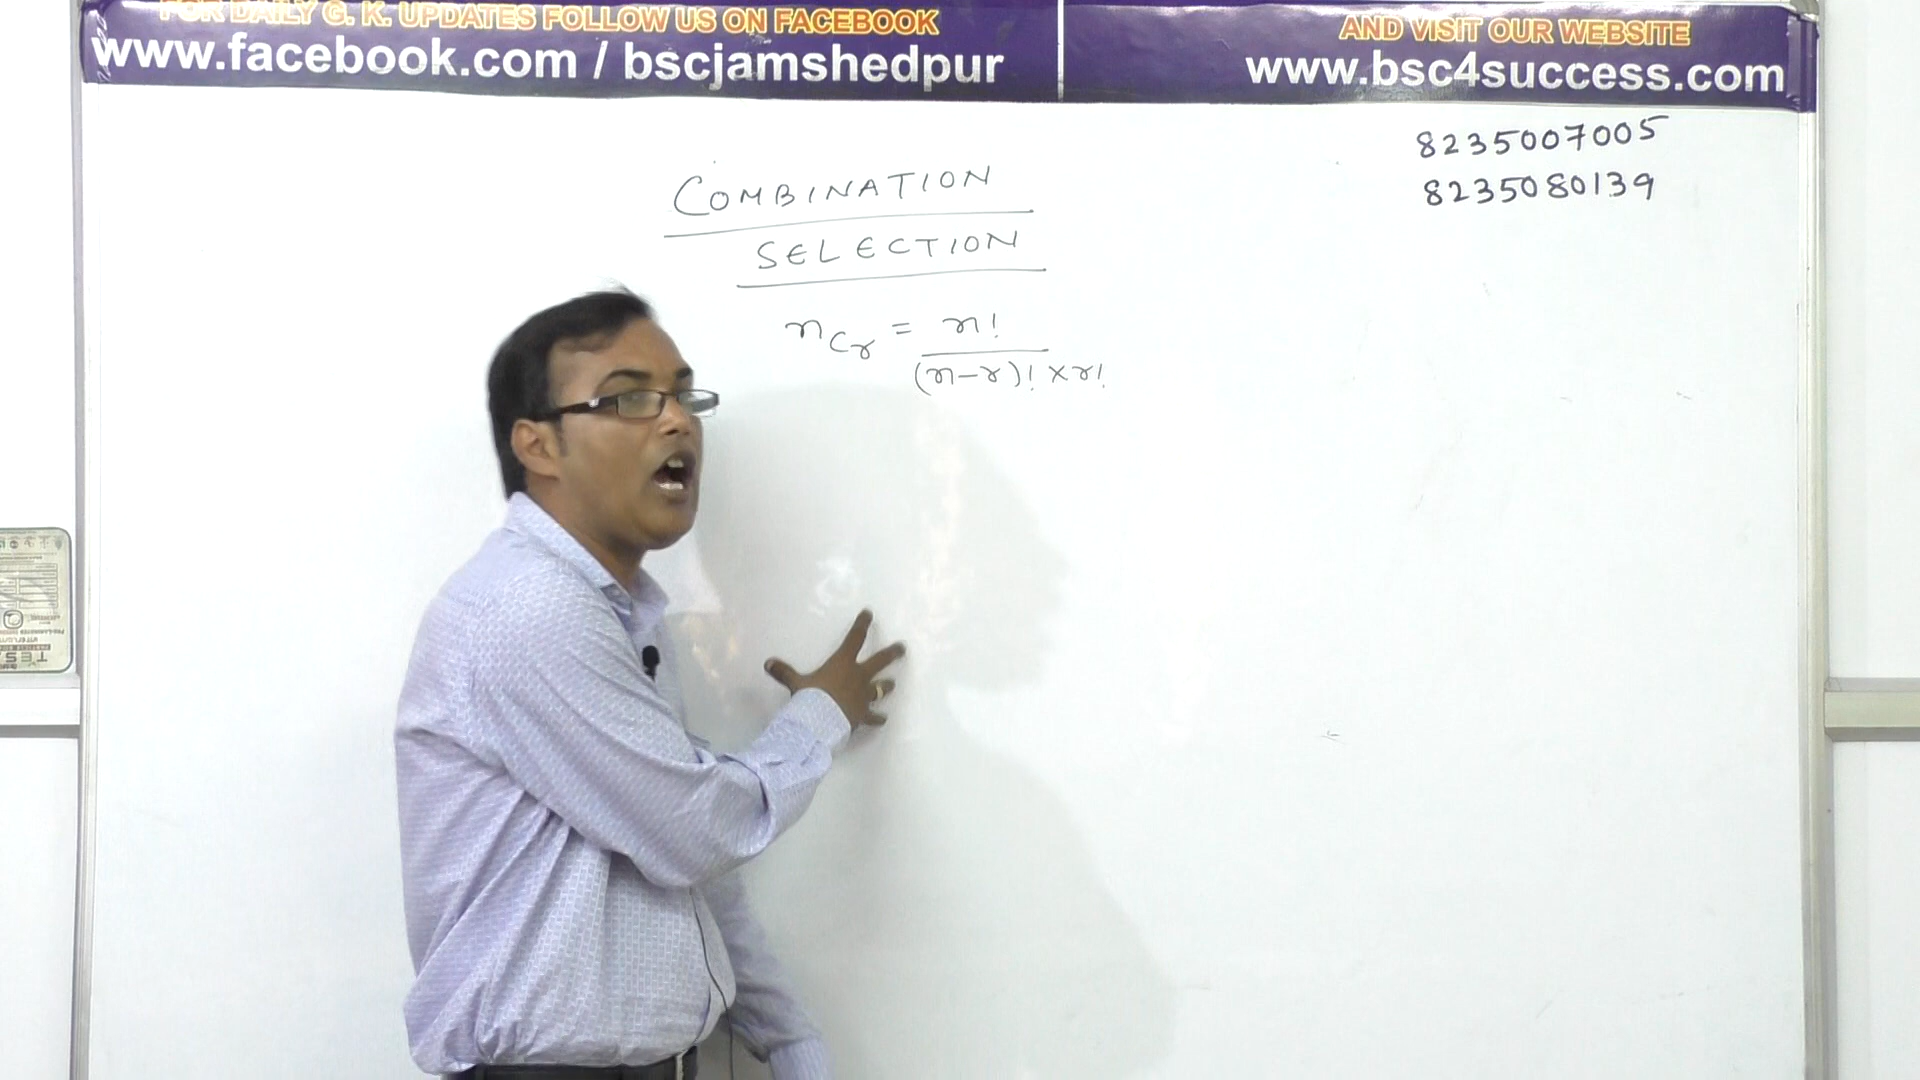 FOR DAILY G. K. UPDATES FOLLOW US ON FACEBOOK
www.facebook.com / bscjamshedpur
AND VISIT OUR WEBSITE
www.bsc4success.com
8235007005
8235080139
COMBINATION
SELECTION
nCr = n!
(n-r)! × r!